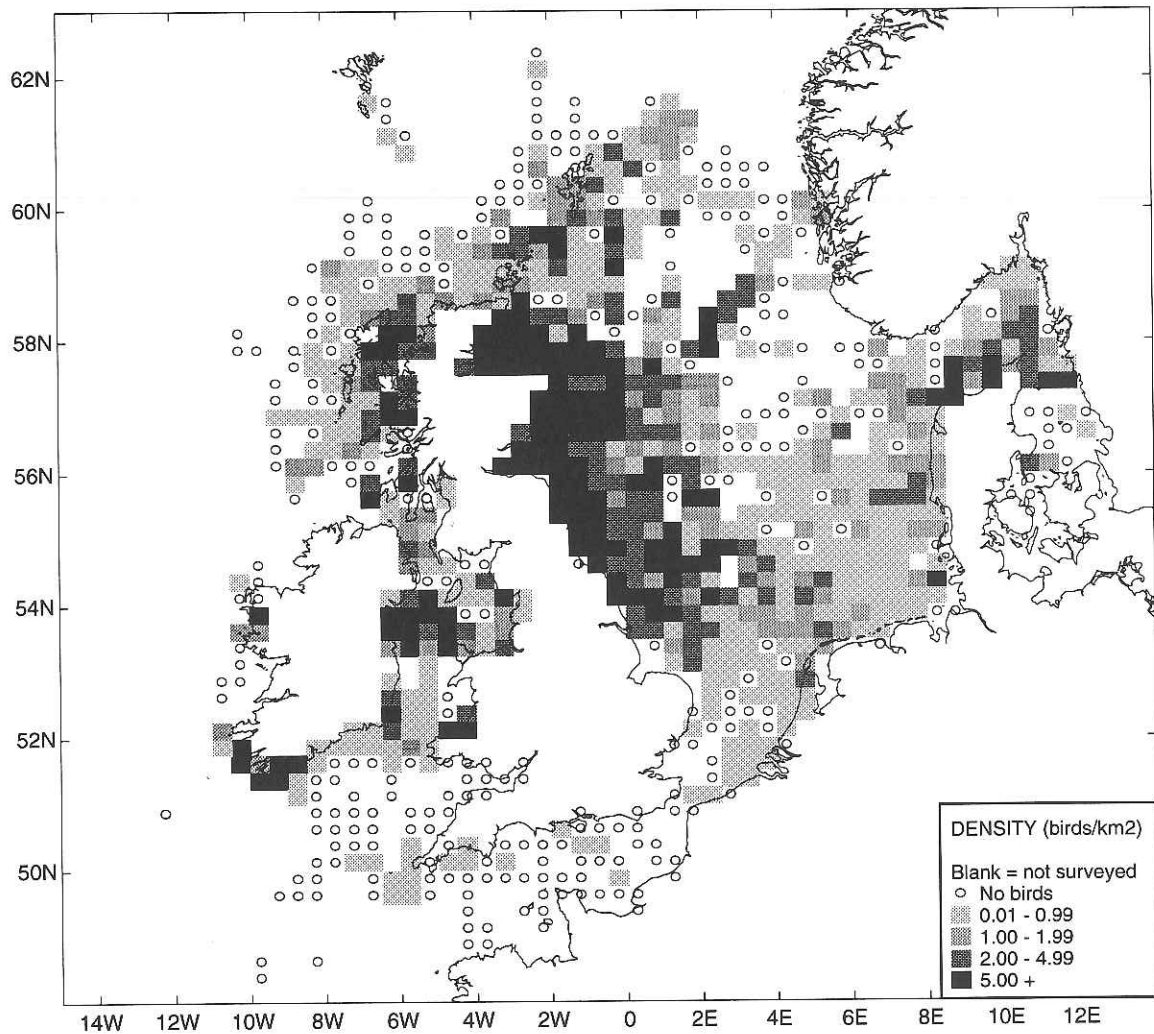 62N
60N
58N
56N
54N
52N
50N
14W 12W 10W 8W 6W 4W 2W 0 2E 4E 6E 8E 10E 12E
DENSITY (birds/km2)
Blank = not surveyed
No birds
0.01 - 0.99
1.00 - 1.99
2.00 - 4.99
5.00 +